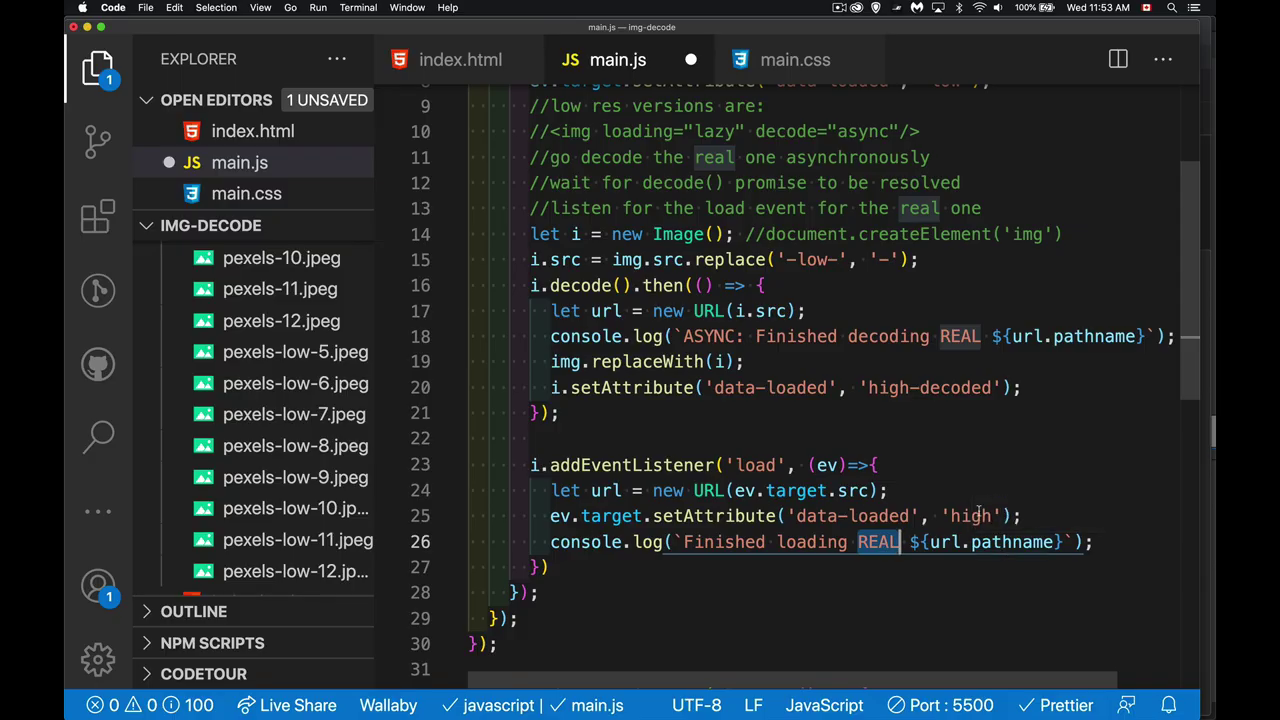 Code File Edit Selection View Go Run Terminal Window Help 100% Wed 11:53 AM
main.js — img-decode
EXPLORER
index.html
JS main.js
main.css
OPEN EDITORS 1 UNSAVED
index.html
JS main.js
main.css
IMG-DECODE
pexels-10.jpeg
pexels-11.jpeg
pexels-12.jpeg
pexels-low-5.jpeg
pexels-low-6.jpeg
pexels-low-7.jpeg
pexels-low-8.jpeg
pexels-low-9.jpeg
pexels-low-10.jp...
pexels-low-11.jpeg
pexels-low-12.jp...
OUTLINE
NPM SCRIPTS
CODETOUR
1
1
9 //low res versions are:
10 //<img loading="lazy" decode="async"/>
11 //go decode the real one asynchronously
12 //wait for decode() promise to be resolved
13 //listen for the load event for the real one
14 let i = new Image(); //document.createElement('img')
15 i.src = img.src.replace('-low-', '-');
16 i.decode().then(() => {
17 let url = new URL(i.src);
18 console.log(`ASYNC: Finished decoding REAL ${url.pathname}`);
19 img.replaceWith(i);
20 i.setAttribute('data-loaded', 'high-decoded');
21 });
22
23 i.addEventListener('load', (ev)=>{
24 let url = new URL(ev.target.src);
25 ev.target.setAttribute('data-loaded', 'high');
26 console.log(`Finished loading REAL ${url.pathname}`);
27 })
28 });
29 });
30 });
31
0 0 100 Live Share Wallaby javascript | main.js UTF-8 LF JavaScript Port : 5500 Prettier